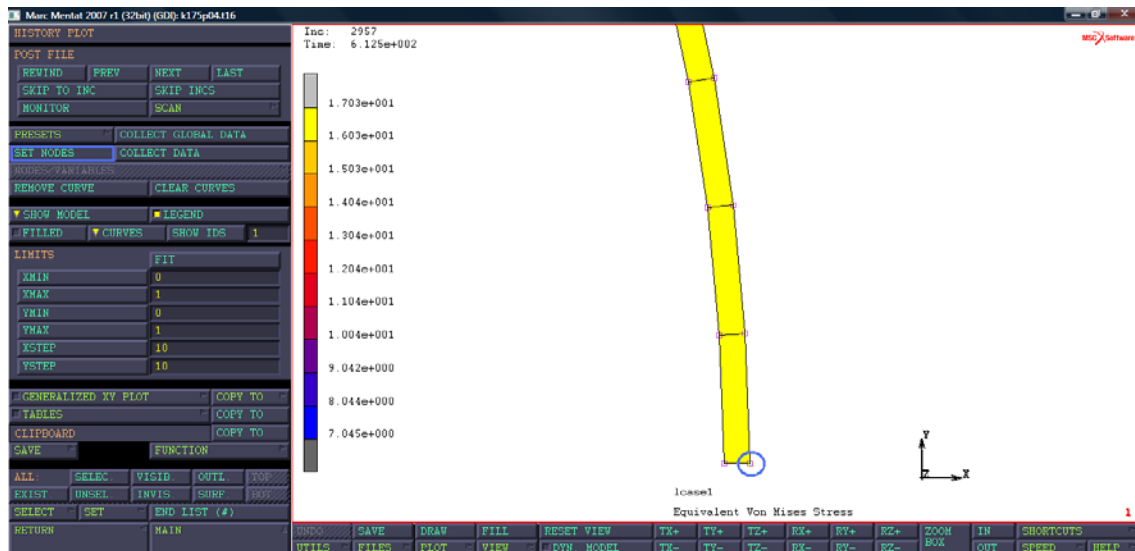 Marc Mentat 2007 r1 (32bit) (GDI): k175p04.t16
HISTORY PLOT
POST FILE
REWIND PREV NEXT LAST
SKIP TO INC SKIP INCS
MONITOR SCAN
PRESETS COLLECT GLOBAL DATA
SET NODES COLLECT DATA
NODES/VARIABLES
REMOVE CURVE CLEAR CURVES
SHOW MODEL LEGEND
FILLED CURVES SHOW IDS 1
LIMITS FIT
XMIN 0
XMAX 1
YMIN 0
YMAX 1
XSTEP 10
YSTEP 10
GENERALIZED XY PLOT COPY TO
TABLES COPY TO
CLIPBOARD COPY TO
SAVE FUNCTION
ALL: SELEC. VISIB. OUTL. TOP
EXIST UNSEL INVIS SURF. BOT
SELECT SET END LIST (#)
RETURN MAIN
Inc: 2957
Time: 6.125e+002
MSC Software
1.703e+001
1.603e+001
1.503e+001
1.404e+001
1.304e+001
1.204e+001
1.104e+001
1.004e+001
9.042e+000
8.044e+000
7.045e+000
Y
Z X
lcase1
Equivalent Von Mises Stress
1
UNDO SAVE DRAW FILL RESET VIEW TX+ TY+ TZ+ RX+ RY+ RZ+ ZOOM BOX IN SHORTCUTS
UTILS FILES PLOT VIEW DYN. MODEL TX- TY- TZ- RX- RY- RZ- OUT SPEED HELP